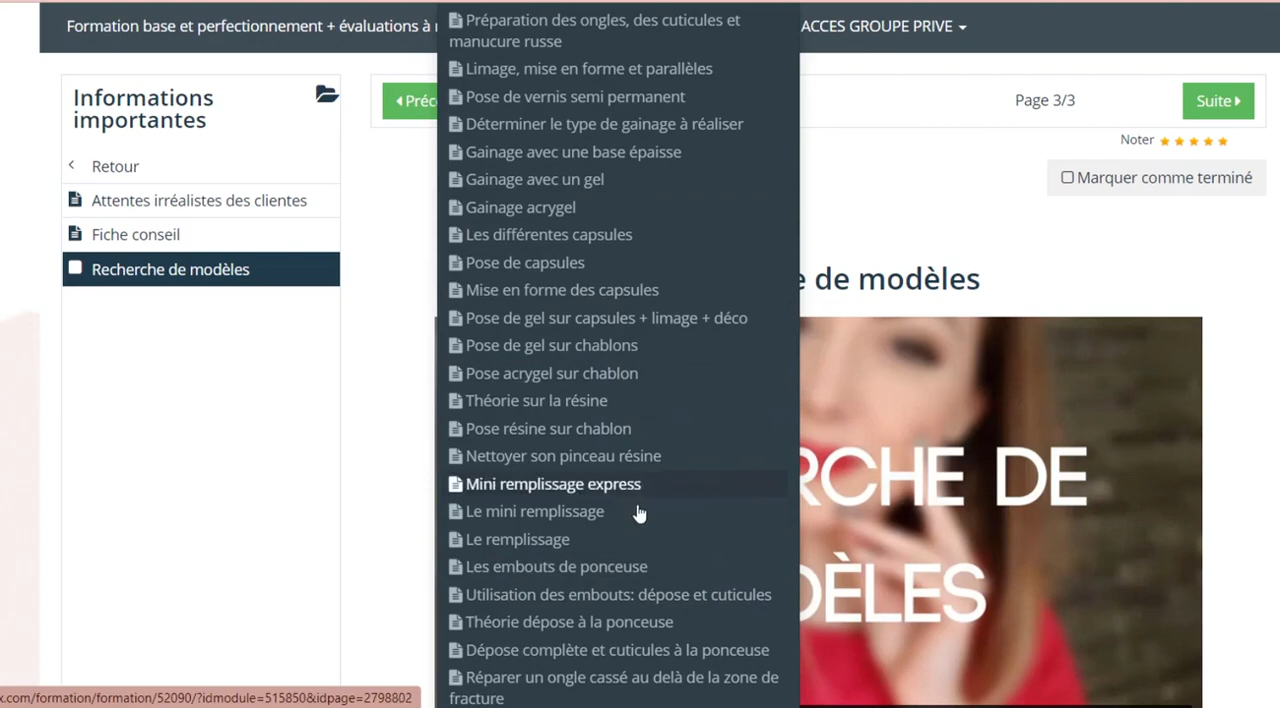 Formation base et perfectionnement + évaluations à
ACCES GROUPE PRIVE
Informations
importantes
Retour
Attentes irréalistes des clientes
Fiche conseil
Recherche de modèles
Préparation des ongles, des cuticules et
manucure russe
Limage, mise en forme et parallèles
Pose de vernis semi permanent
Déterminer le type de gainage à réaliser
Gainage avec une base épaisse
Gainage avec un gel
Gainage acrygel
Les différentes capsules
Pose de capsules
Mise en forme des capsules
Pose de gel sur capsules + limage + déco
Pose de gel sur chablons
Pose acrygel sur chablon
Théorie sur la résine
Pose résine sur chablon
Nettoyer son pinceau résine
Mini remplissage express
Le mini remplissage
Le remplissage
Les embouts de ponceuse
Utilisation des embouts: dépose et cuticules
Théorie dépose à la ponceuse
Dépose complète et cuticules à la ponceuse
Réparer un ongle cassé au delà de la zone de
fracture
Préc
Page 3/3
Suite
Noter
Marquer comme terminé
e de modèles
RCHE DE
DÈLES
x.com/formation/formation/52090/?idmodule=515850&idpage=2798802